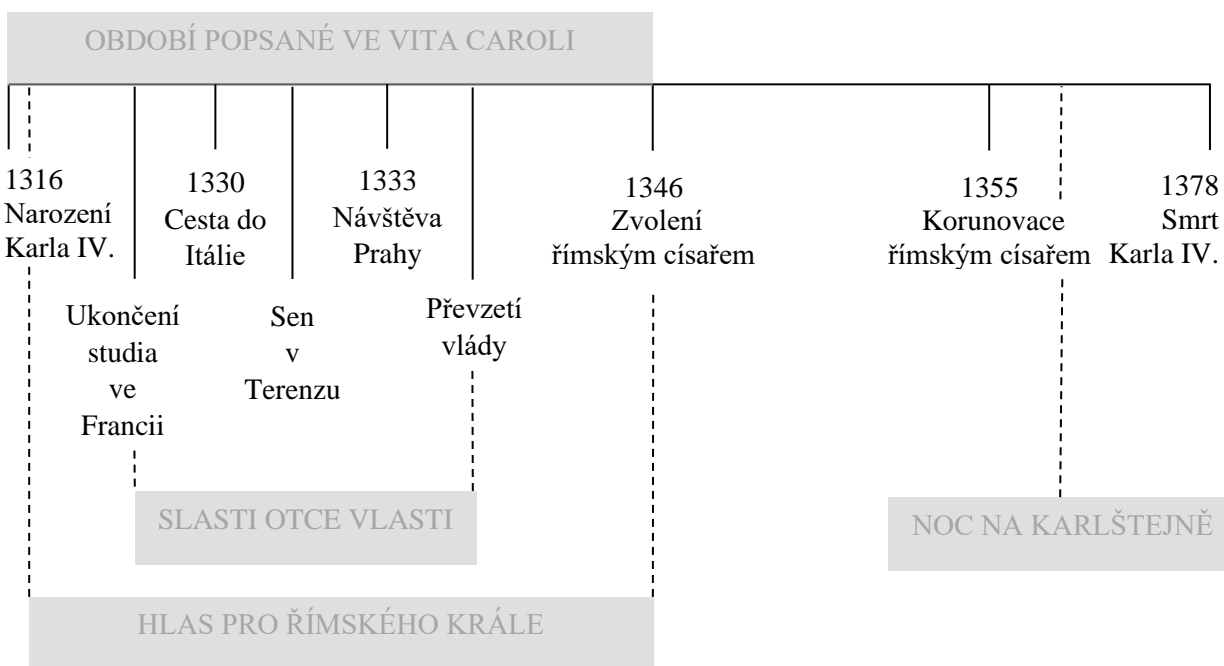 OBDOBÍ POPSANÉ VE VITA CAROLI
1316
Narození
Karla IV.
1330
Cesta do
Itálie
1333
Návštěva
Prahy
1346
Zvolení
římským císařem
1355
Korunovace
římským císařem
1378
Smrt
Karla IV.
Ukončení
studia
ve
Francii
Sen
v
Terenzu
Převzetí
vlády
SLASTI OTCE VLASTI
NOC NA KARLŠTEJNĚ
HLAS PRO ŘÍMSKÉHO KRÁLE